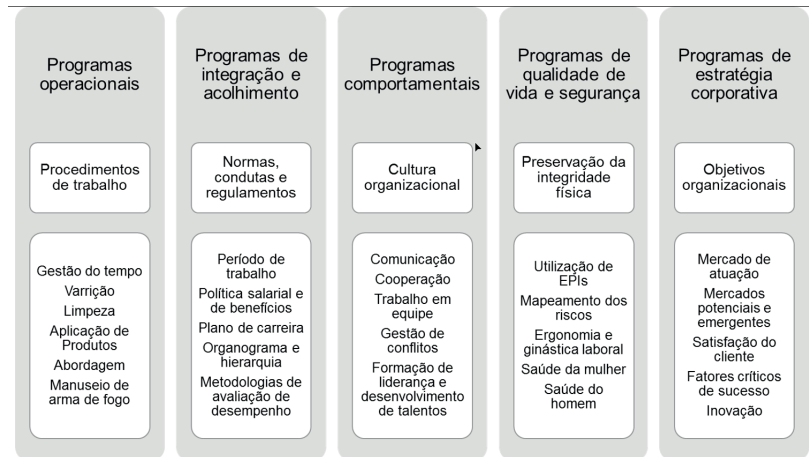 Programas
operacionais
Procedimentos
de trabalho
Gestão do tempo
Varrição
Limpeza
Aplicação de
Produtos
Abordagem
Manuseio de
arma de fogo
Programas de
integração e
acolhimento
Normas,
condutas e
regulamentos
Período de
trabalho
Política salarial e
de benefícios
Plano de carreira
Organograma e
hierarquia
Metodologias de
avaliação de
desempenho
Programas
comportamentais
Cultura
organizacional
Comunicação
Cooperação
Trabalho em
equipe
Gestão de
conflitos
Formação de
liderança e
desenvolvimento
de talentos
Programas de
qualidade de
vida e segurança
Preservação da
integridade
física
Utilização de
EPIs
Mapeamento dos
riscos
Ergonomia e
ginástica laboral
Saúde da mulher
Saúde do
homem
Programas de
estratégia
corporativa
Objetivos
organizacionais
Mercado de
atuação
Mercados
potenciais e
emergentes
Satisfação do
cliente
Fatores críticos
de sucesso
Inovação